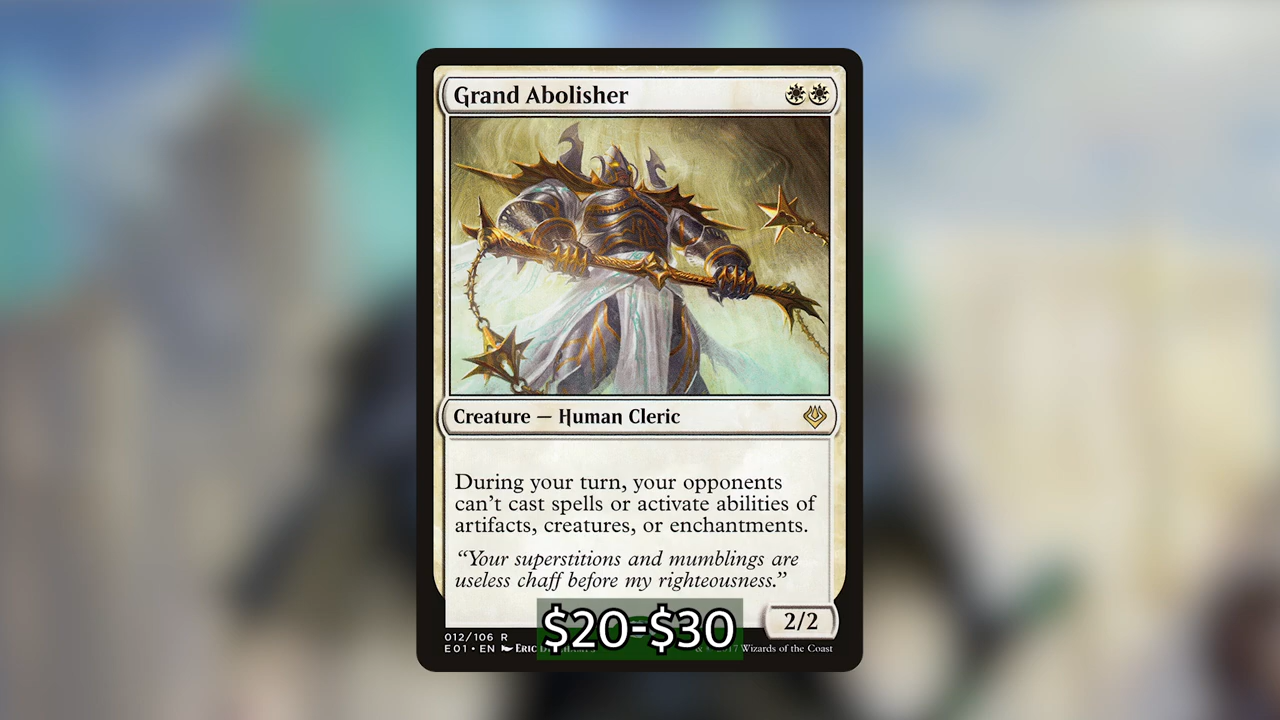 Grand Abolisher
Creature — Human Cleric
During your turn, your opponents
can't cast spells or activate abilities of
artifacts, creatures, or enchantments.
"Your superstitions and mumblings are
useless chaff before my righteousness."
$20-$30
2/2
012/106 R
E01 • EN Eric
2017 Wizards of the Coast